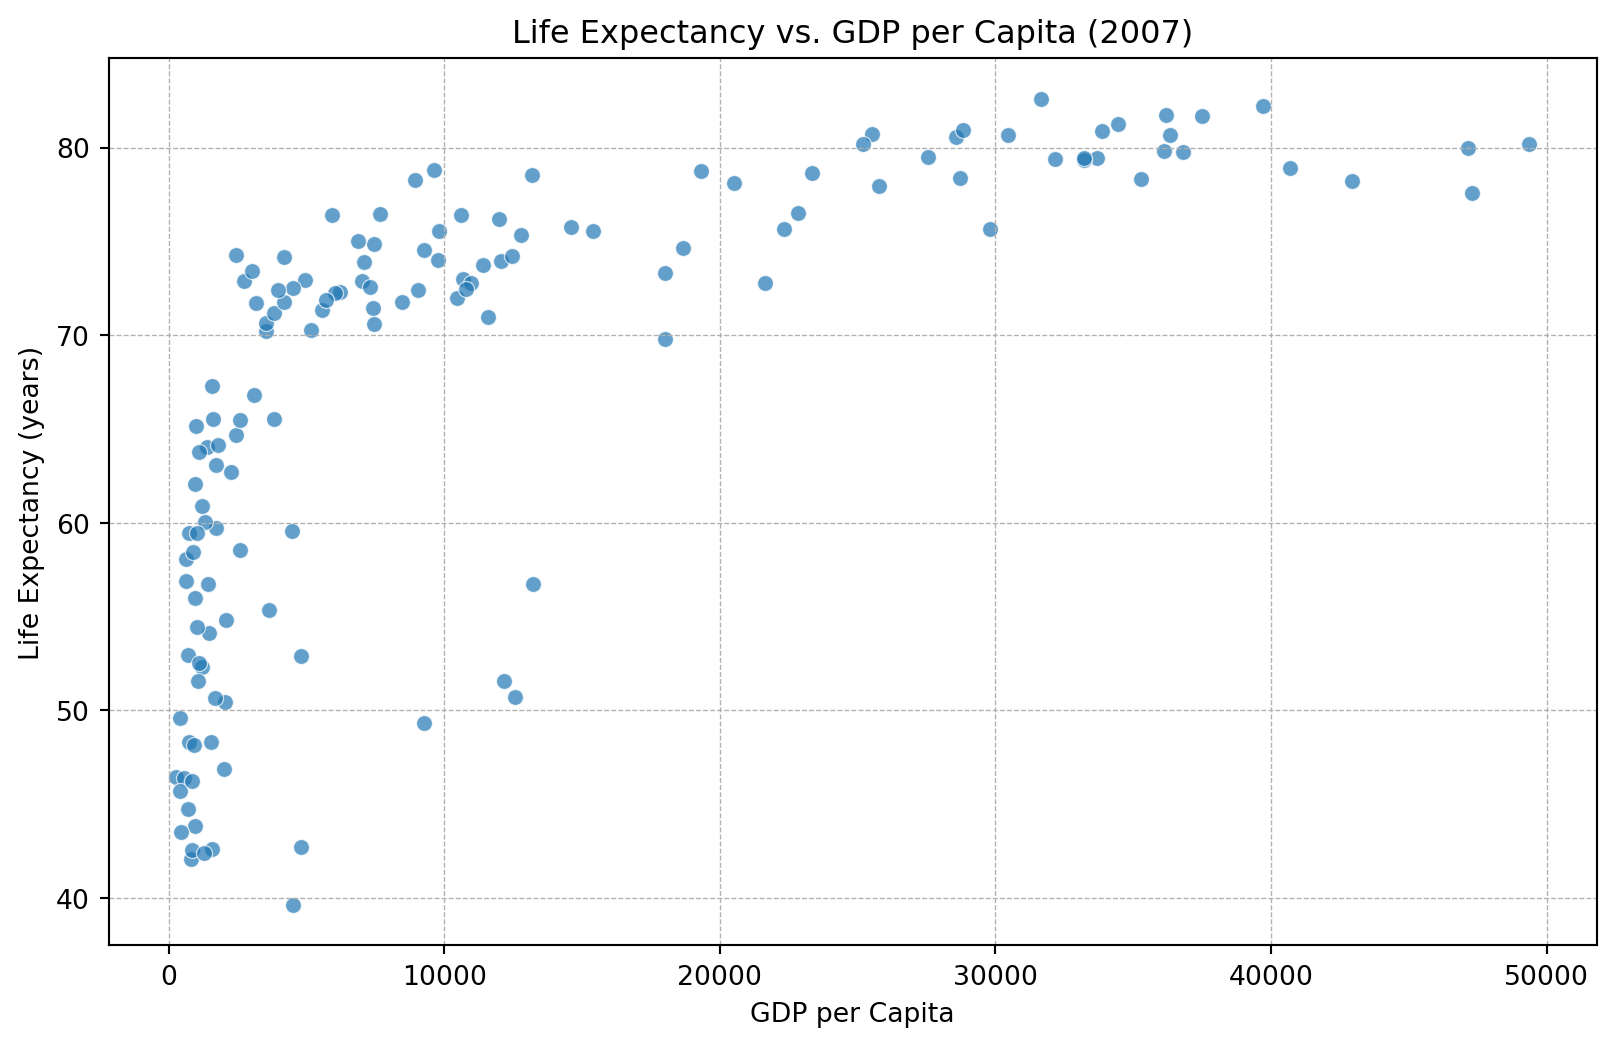 Life Expectancy vs. GDP per Capita (2007)
Life Expectancy (years)
80
70
60
50
40
0 10000 20000 30000 40000 50000
GDP per Capita